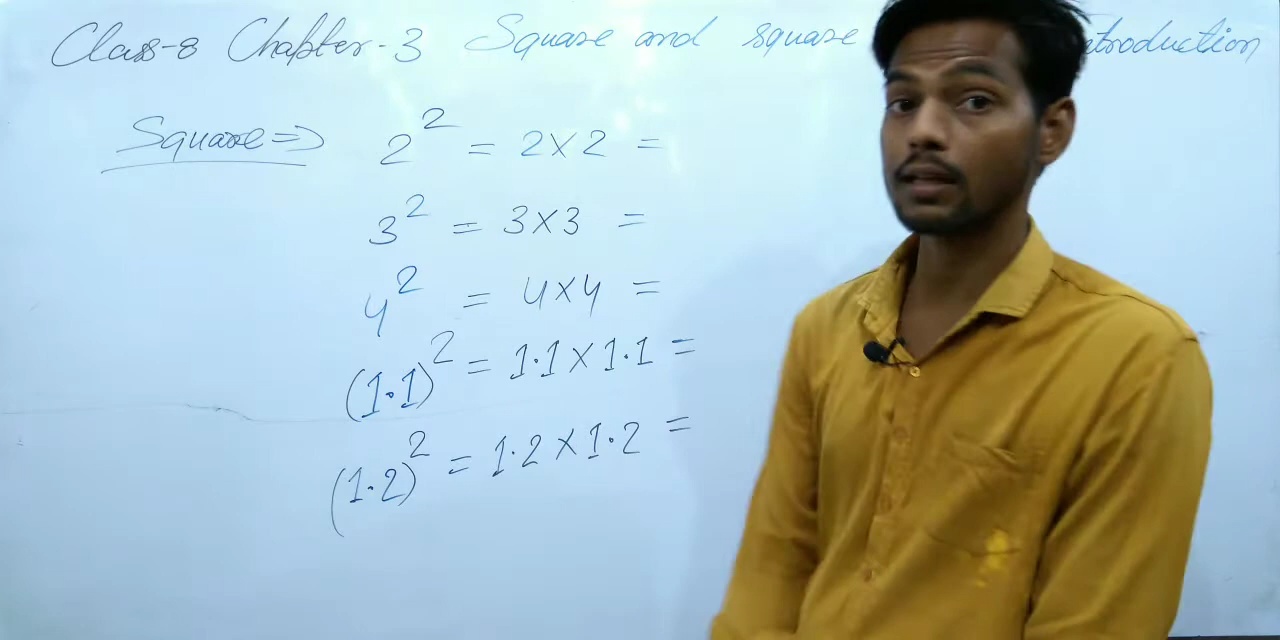 Class-8 Chapter-3 Square and square ntroduction
Square => 2² = 2×2 =
3² = 3×3 =
4² = 4×4 =
(1.1)² = 1.1×1.1 =
(1.2)² = 1.2×1.2 =